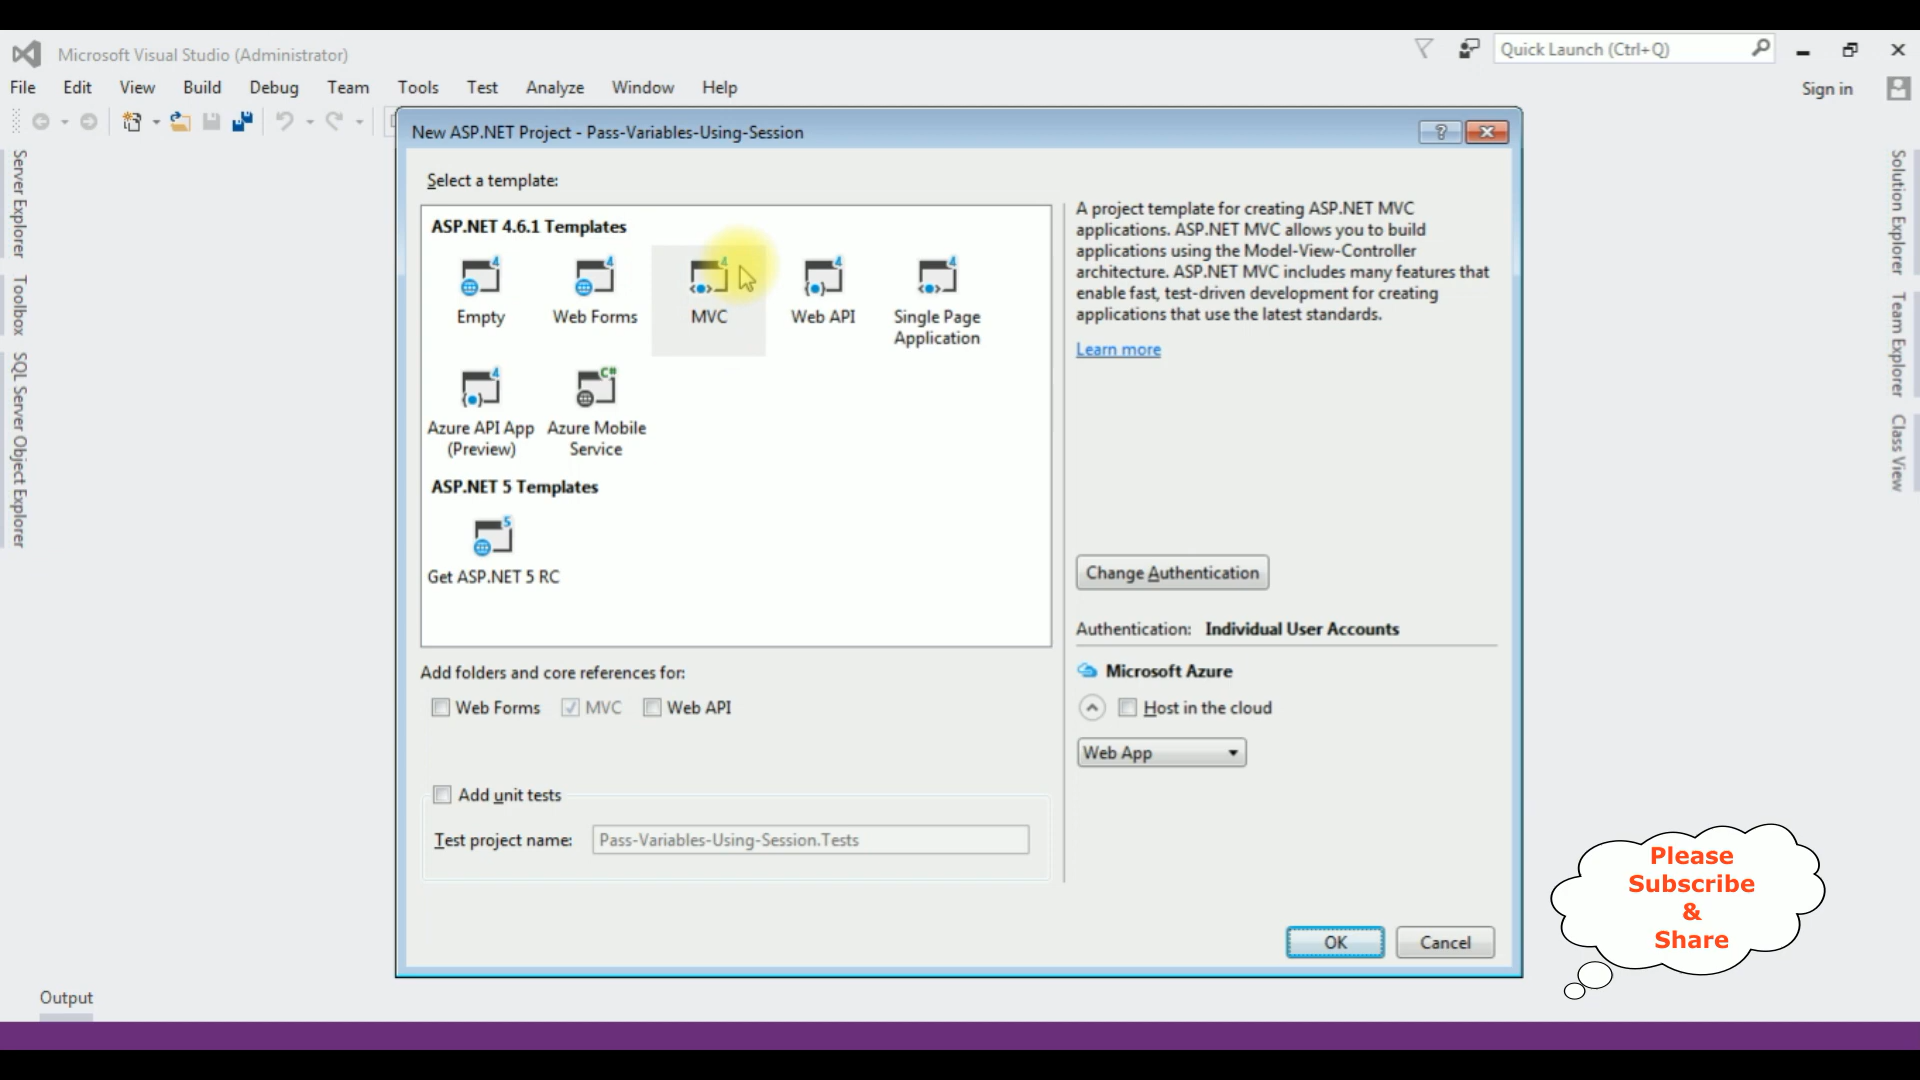 Microsoft Visual Studio (Administrator)
Quick Launch (Ctrl+Q)
File Edit View Build Debug Team Tools Test Analyze Window Help
Sign in
New ASP.NET Project - Pass-Variables-Using-Session
?
Server Explorer
Toolbox
SQL Server Object Explorer
Select a template:
ASP.NET 4.6.1 Templates
Empty
Web Forms
MVC
Web API
Single Page
Application
Azure API App
(Preview)
Azure Mobile
Service
ASP.NET 5 Templates
Get ASP.NET 5 RC
A project template for creating ASP.NET MVC
applications. ASP.NET MVC allows you to build
applications using the Model-View-Controller
architecture. ASP.NET MVC includes many features that
enable fast, test-driven development for creating
applications that use the latest standards.
Learn more
Change Authentication
Authentication: Individual User Accounts
Microsoft Azure
Host in the cloud
Web App
Add folders and core references for:
Web Forms MVC Web API
Add unit tests
Test project name: Pass-Variables-Using-Session.Tests
OK Cancel
Solution Explorer
Team Explorer
Class View
Please
Subscribe
&
Share
Output